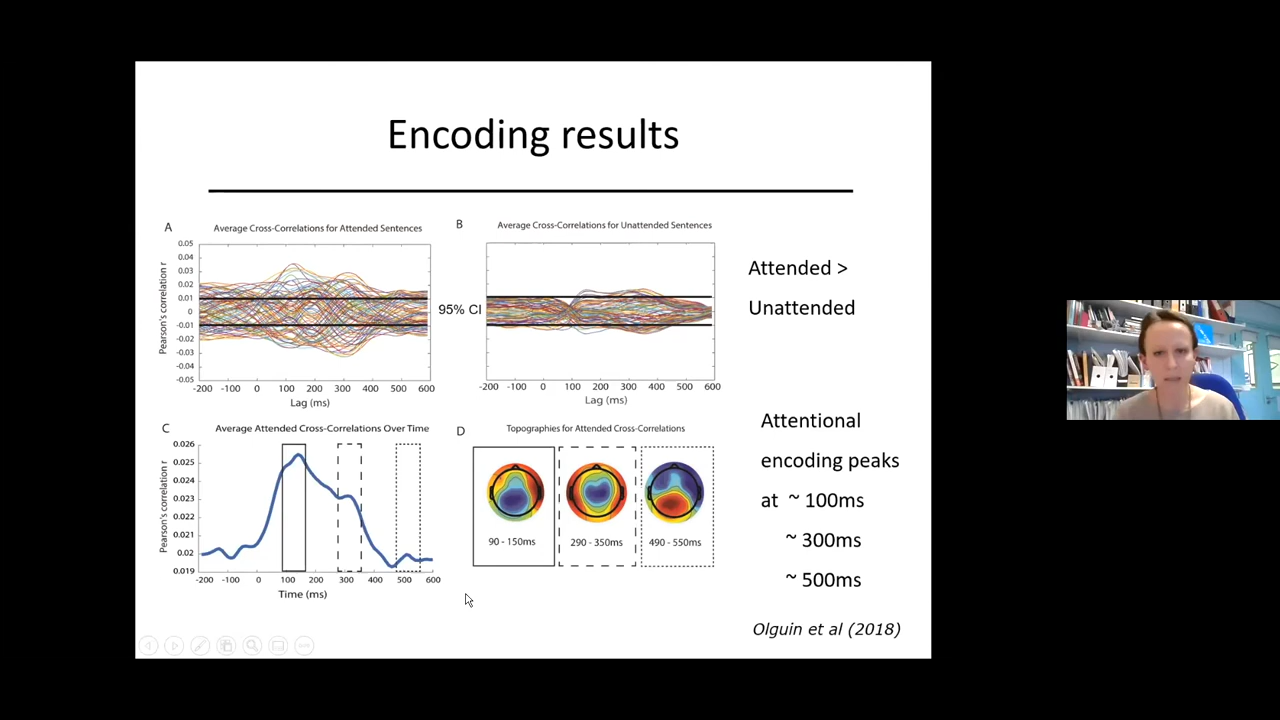 Encoding results
A
Average Cross-Correlations for Attended Sentences
Pearson's correlation r
0.05
0.04
0.03
0.02
0.01
0
-0.01
-0.02
-0.03
-0.04
-0.05
-200 -100 0 100 200 300 400 500 600
Lag (ms)
95% CI
B
Average Cross-Correlations for Unattended Sentences
-200 -100 0 100 200 300 400 500 600
Lag (ms)
Attended >
Unattended
C
Average Attended Cross-Correlations Over Time
Pearson's correlation r
0.026
0.025
0.024
0.023
0.022
0.021
0.02
0.019
-200 -100 0 100 200 300 400 500 600
Time (ms)
D
Topographies for Attended Cross-Correlations
90 - 150ms
290 - 350ms
490 - 550ms
Attentional
encoding peaks
at ~ 100ms
~ 300ms
~ 500ms
Olguin et al (2018)